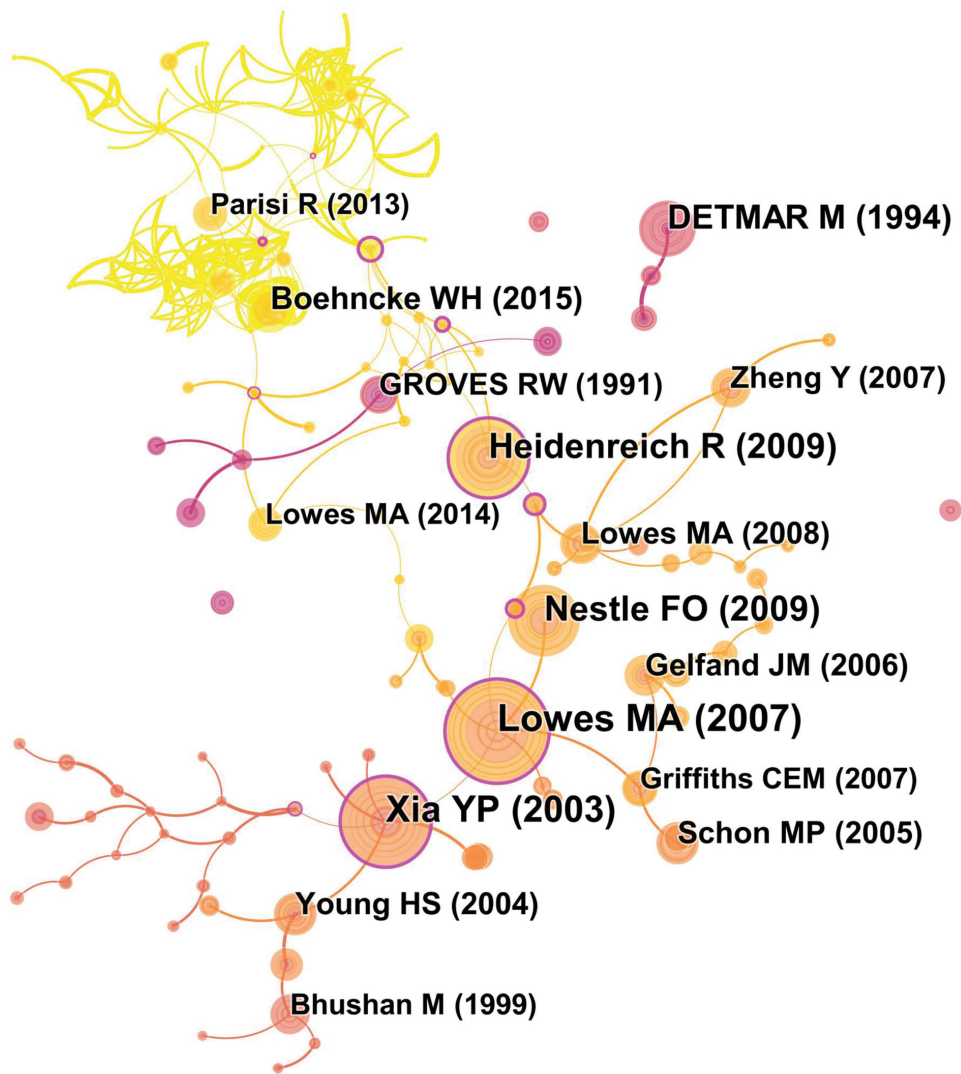 Parisi R (2013)
DETMAR M (1994)
Boehncke WH (2015)
GROVES RW (1991)
Zheng Y (2007)
Heidenreich R (2009)
Lowes MA (2014)
Lowes MA (2008)
Nestle FO (2009)
Gelfand JM (2006)
Lowes MA (2007)
Griffiths CEM (2007)
Xia YP (2003)
Schon MP (2005)
Young HS (2004)
Bhushan M (1999)